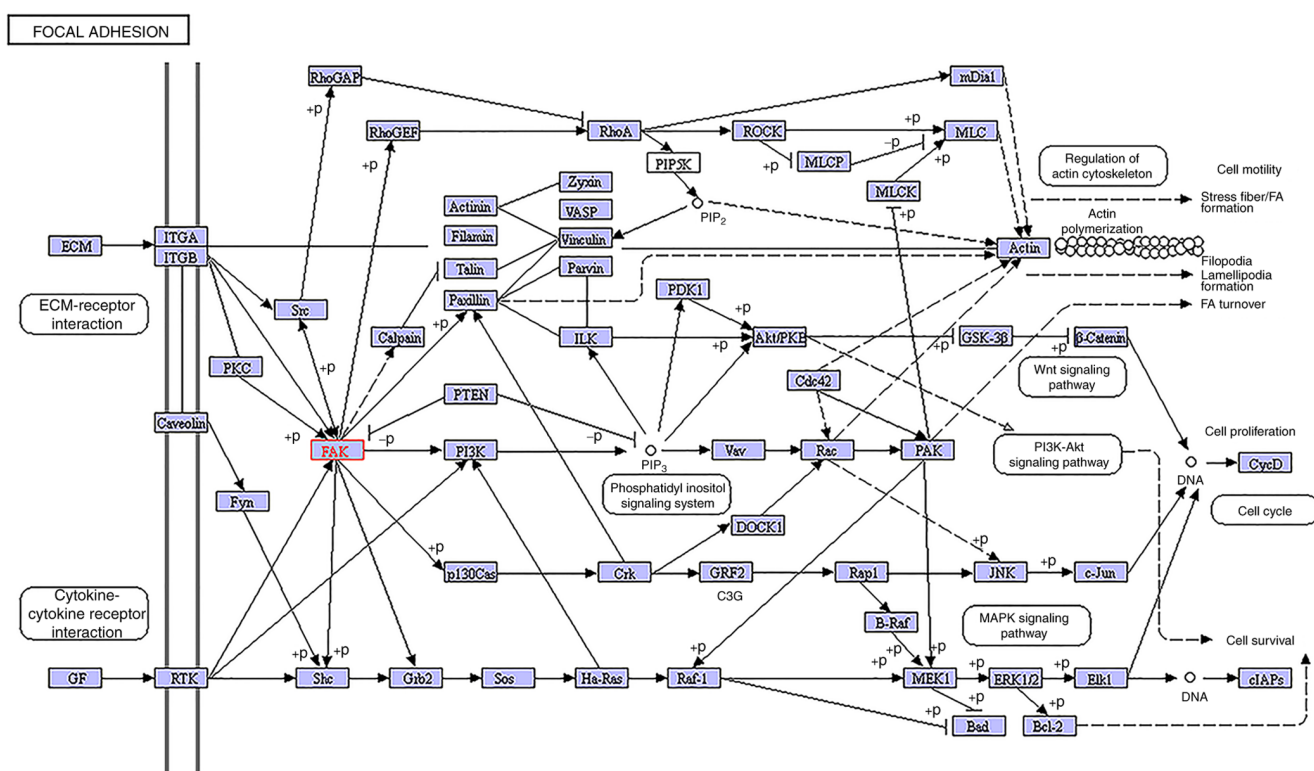 FOCAL ADHESION
RhoGAP
mDia1
+p
RhoGEF
RhoA
ROCK
+p
MLC
+p
+p
MLCP
−p
+p
PIP5K
MLCK
+p
Regulation of
actin cytoskeleton
Cell motility
Stress fiber/FA
formation
Zyxin
Actinin
VASP
PIP2
Filamin
Vinculin
Actin
polymerization
Actin
ECM
ITGA
ITGB
Talin
Parvin
Filopodia
Lamellipodia
formation
FA turnover
ECM-receptor
interaction
Src
Paxillin
+p
PDK1
+p
Calpain
ILK
+p
Akt/PKB
GSK-3β
+p
β-Catenin
PKC
+p
Wnt signaling
pathway
Cdc42
PTEN
Caveolin
+p
FAK
−p
PI3K
−p
PIP3
Vav
Rac
PAK
PI3K-Akt
signaling pathway
Cell proliferation
DNA
CycD
Fyn
Phosphatidyl inositol
signaling system
DOCK1
Cell cycle
+p
p130Cas
Crk
GRF2
C3G
Rap1
+p
JNK
+p
c-Jun
Cytokine-
cytokine receptor
interaction
B-Raf
MAPK signaling
pathway
Cell survival
GF
RTK
+p
+p
Shc
Grb2
Sos
Ha-Ras
+p
Raf-1
+p
+p
+p
MEK1
+p
ERK1/2
+p
Elk1
DNA
cIAPs
+p
+p
Bad
+p
Bcl-2